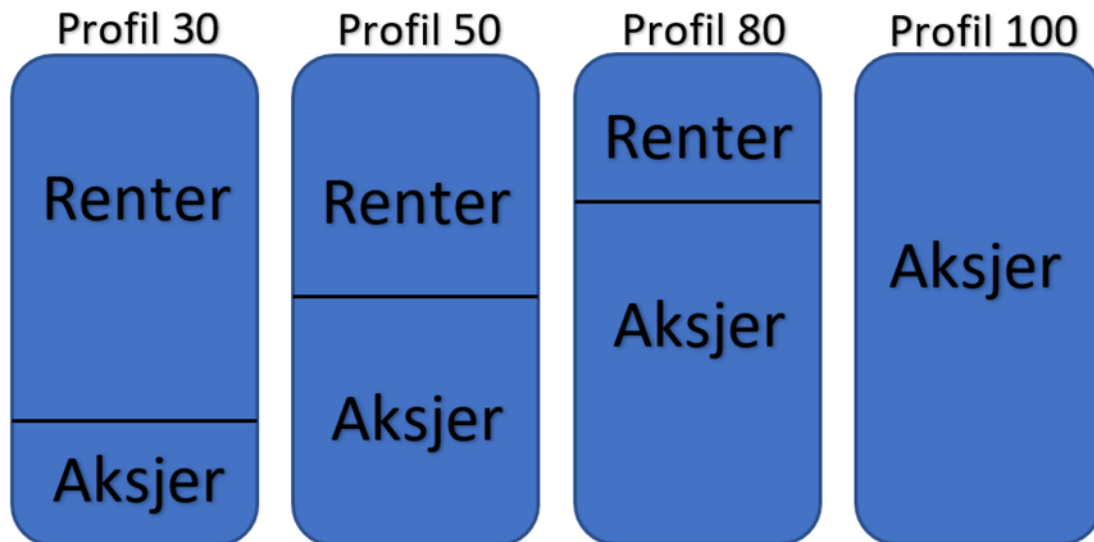 Profil 30
Renter
Aksjer
Profil 50
Renter
Aksjer
Profil 80
Renter
Aksjer
Profil 100
Aksjer